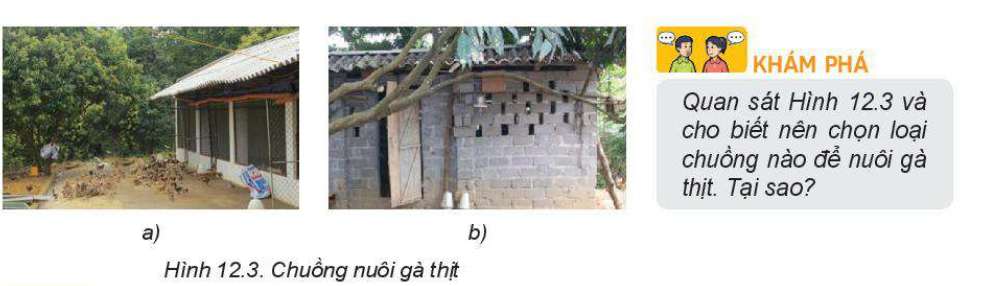 KHÁM PHÁ
Quan sát Hình 12.3 và
cho biết nên chọn loại
chuồng nào để nuôi gà
thịt. Tại sao?
a)
b)
Hình 12.3. Chuồng nuôi gà thịt